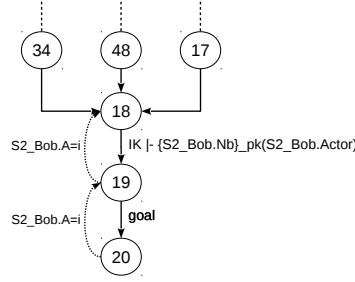 34 48 17
18
S2_Bob.A=i IK |- {S2_Bob.Nb}_pk(S2_Bob.Actor)
19
S2_Bob.A=i goal
20